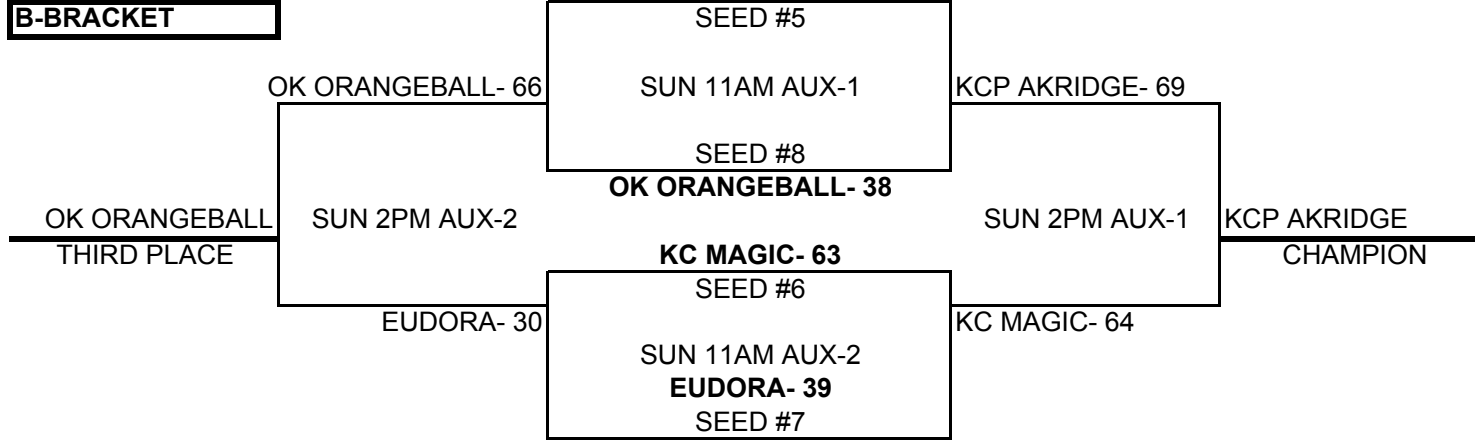 B-BRACKET
SEED #5
OK ORANGEBALL- 66
SUN 11AM AUX-1
KCP AKRIDGE- 69
SEED #8
OK ORANGEBALL- 38
OK ORANGEBALL
SUN 2PM AUX-2
SUN 2PM AUX-1
KCP AKRIDGE
THIRD PLACE
KC MAGIC- 63
CHAMPION
SEED #6
EUDORA- 30
KC MAGIC- 64
SUN 11AM AUX-2
EUDORA- 39
SEED #7